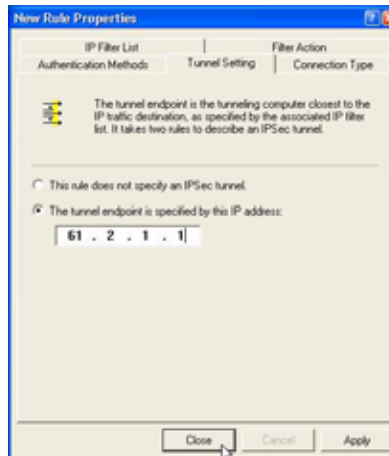 New Rule Properties
IP Filter List Filter Action
Authentication Methods Tunnel Setting Connection Type
The tunnel endpoint is the tunneling computer closest to the
IP traffic destination, as specified by the associated IP filter
list. It takes two rules to describe an IPSec tunnel.
This rule does not specify an IPSec tunnel.
The tunnel endpoint is specified by this IP address:
61 . 2 . 1 . 1
Close Cancel Apply